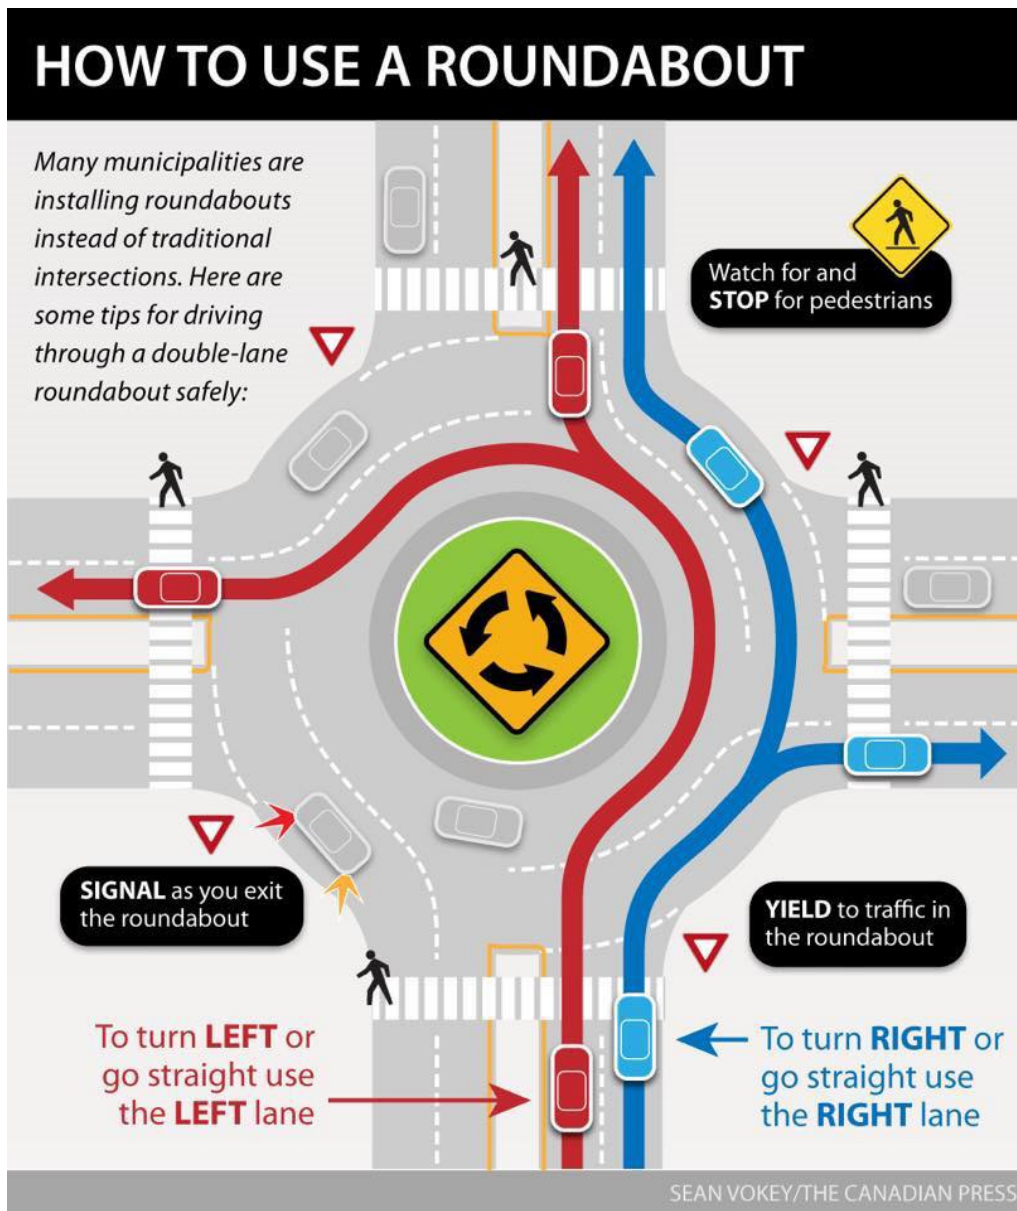 HOW TO USE A ROUNDABOUT
Many municipalities are
installing roundabouts
instead of traditional
intersections. Here are
some tips for driving
through a double-lane
roundabout safely:
Watch for and
STOP for pedestrians
SIGNAL as you exit
the roundabout
YIELD to traffic in
the roundabout
To turn LEFT or
go straight use
the LEFT lane
To turn RIGHT or
go straight use
the RIGHT lane
SEAN VOKEY/THE CANADIAN PRESS